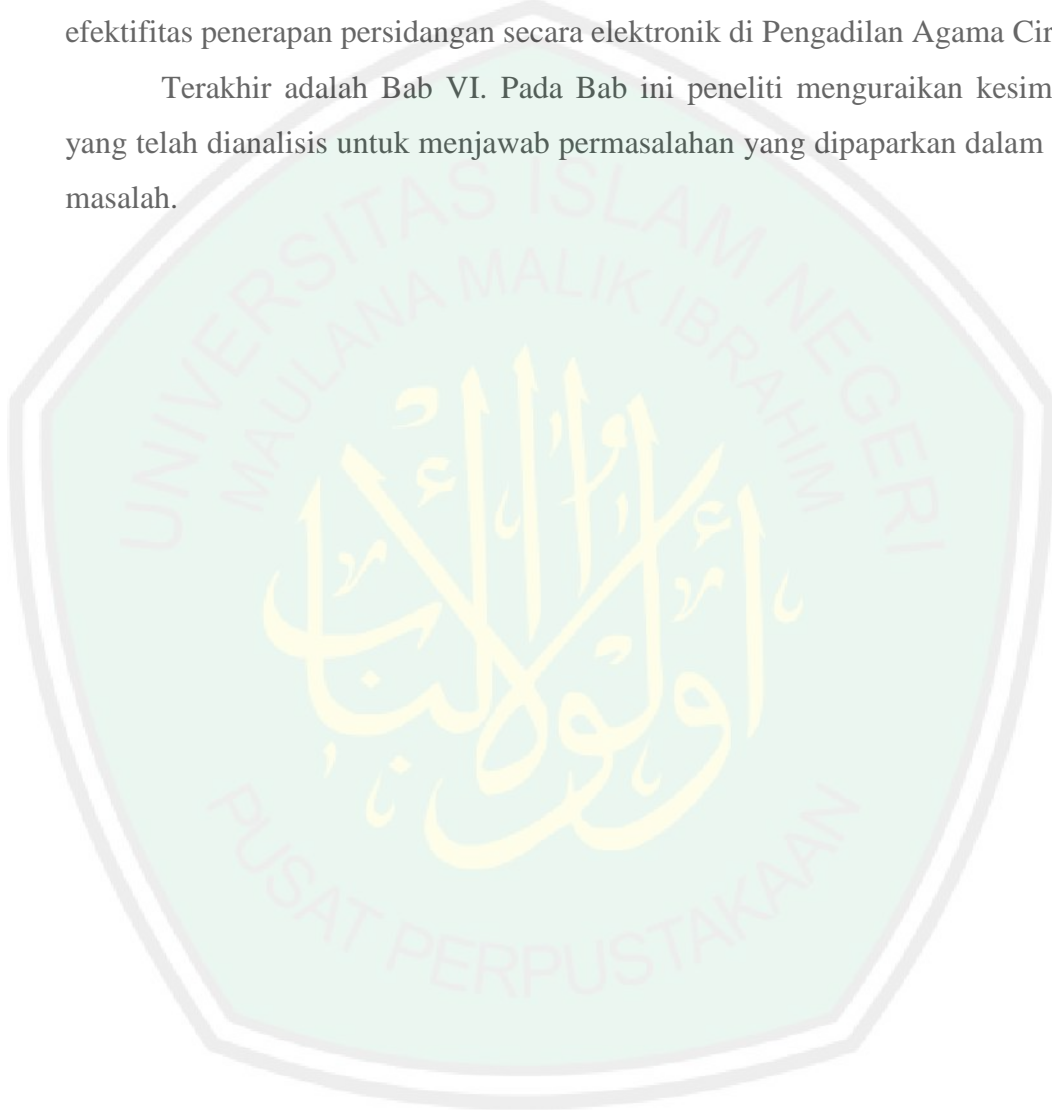 efektifitas penerapan persidangan secara elektronik di Pengadilan Agama Cir
Terakhir adalah Bab VI. Pada Bab ini peneliti menguraikan kesim
yang telah dianalisis untuk menjawab permasalahan yang dipaparkan dalam
masalah.
UNIVERSITAS ISLAM NEGERI
MAULANA MALIK IBRAHIM
أولوا الألباب
PUSAT PERPUSTAKAAN